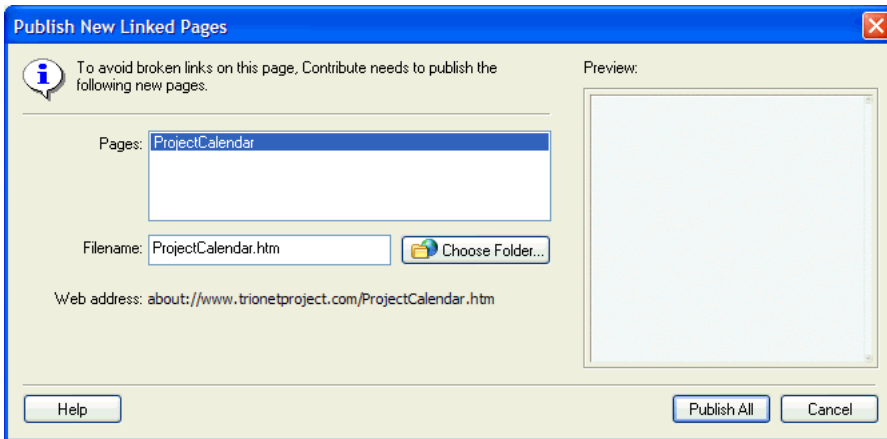 Publish New Linked Pages
To avoid broken links on this page, Contribute needs to publish the
following new pages.
Preview:
Pages: ProjectCalendar
Filename: ProjectCalendar.htm Choose Folder...
Web address: about://www.trionetproject.com/ProjectCalendar.htm
Help Publish All Cancel